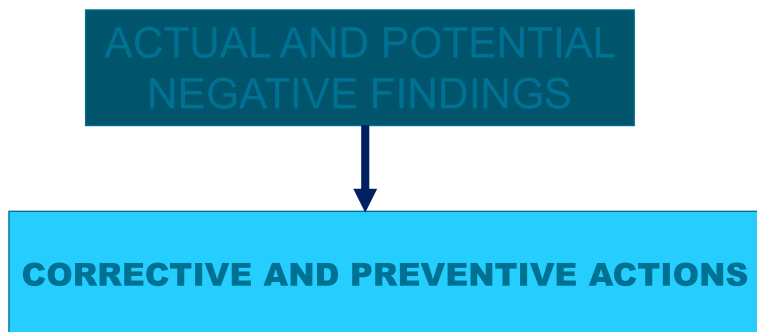 ACTUAL AND POTENTIAL
NEGATIVE FINDINGS
CORRECTIVE AND PREVENTIVE ACTIONS